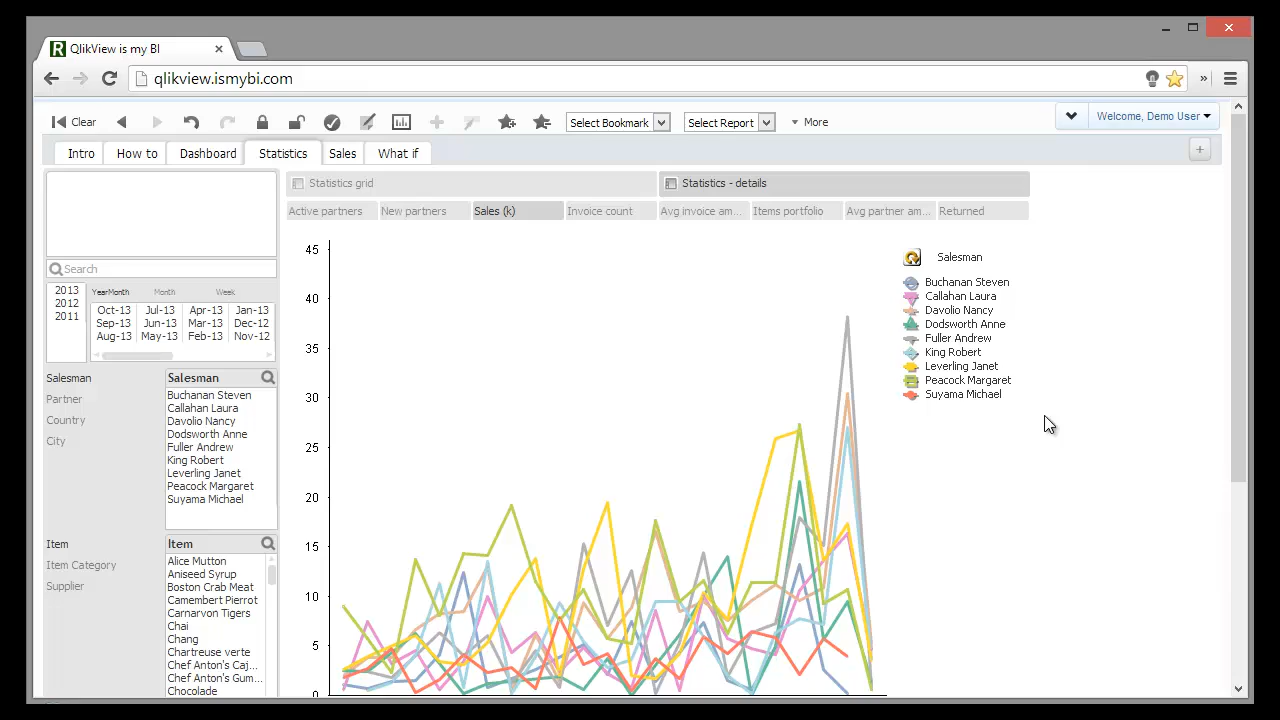 QlikView is my BI
qlikview.ismybi.com
Clear
Select Bookmark
Select Report
More
Welcome, Demo User
Intro
How to
Dashboard
Statistics
Sales
What if
Statistics grid
Statistics - details
Active partners
New partners
Sales (k)
Invoice count
Avg invoice am...
Items portfolio
Avg partner am...
Returned
Search
2013
2012
2011
YearMonth Month Week
Oct-13 Jul-13 Apr-13 Jan-13
Sep-13 Jun-13 Mar-13 Dec-12
Aug-13 May-13 Feb-13 Nov-12
Salesman
Partner
Country
City
Salesman
Buchanan Steven
Callahan Laura
Davolio Nancy
Dodsworth Anne
Fuller Andrew
King Robert
Leverling Janet
Peacock Margaret
Suyama Michael
Item
Item Category
Supplier
Item
Alice Mutton
Aniseed Syrup
Boston Crab Meat
Camembert Pierrot
Carnarvon Tigers
Chai
Chang
Chartreuse verte
Chef Anton's Caj...
Chef Anton's Gum...
Chocolade
45
40
35
30
25
20
15
10
5
0
Salesman
Buchanan Steven
Callahan Laura
Davolio Nancy
Dodsworth Anne
Fuller Andrew
King Robert
Leverling Janet
Peacock Margaret
Suyama Michael